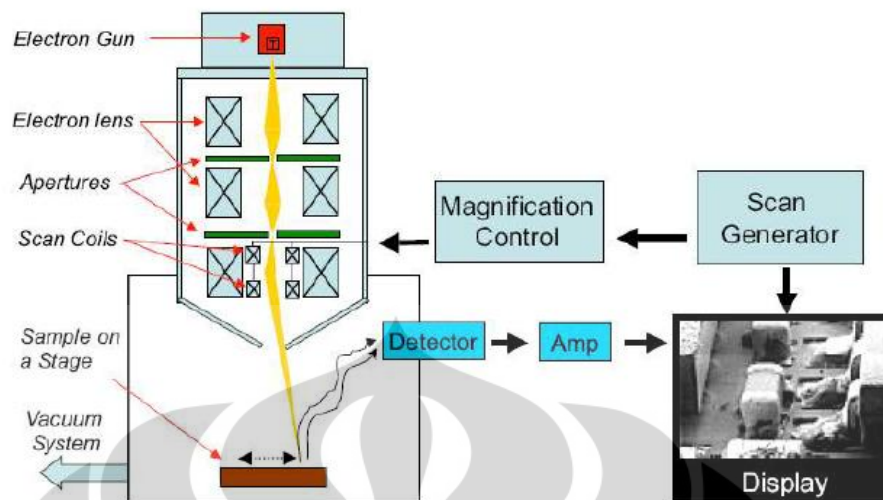 Electron Gun
T
Electron lens
Apertures
Scan Coils
Sample on
a Stage
Vacuum
System
Magnification
Control
Scan
Generator
Detector
Amp
Display